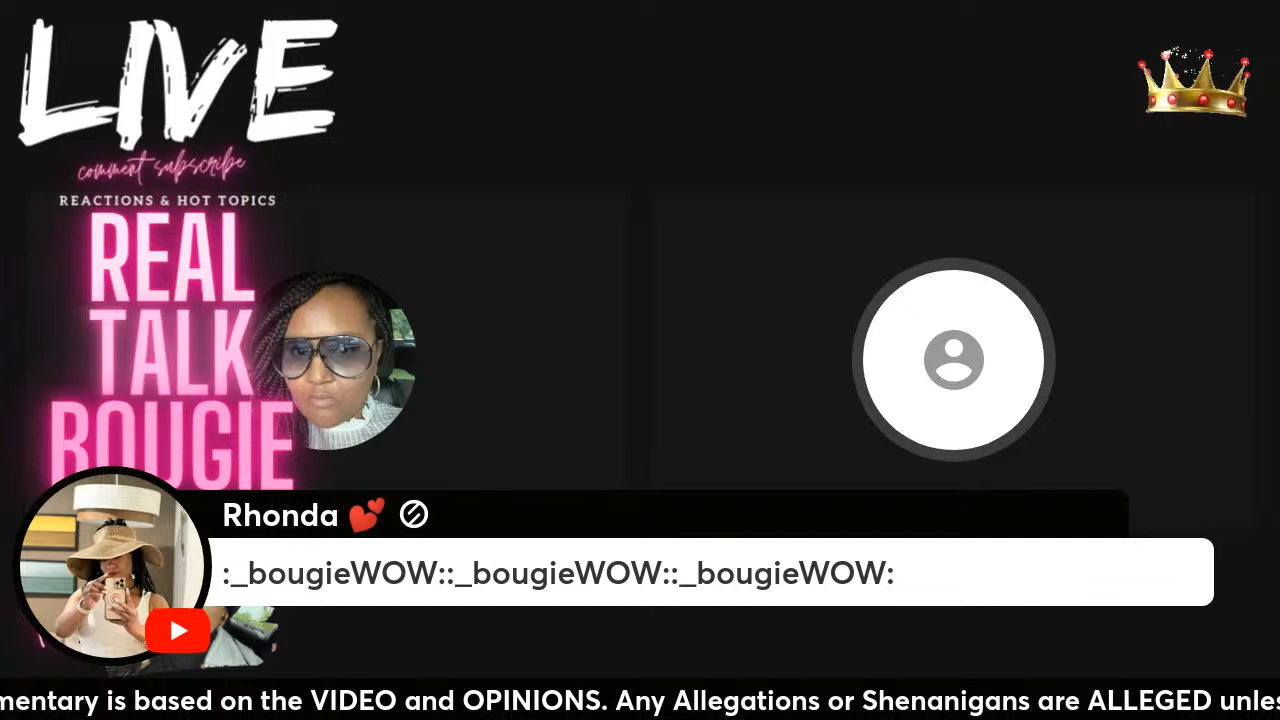 LIVE
comment subscribe
REACTIONS & HOT TOPICS
REAL
TALK
BOUGIE
Rhonda 💕
:_bougieWOW::_bougieWOW::_bougieWOW:
mentary is based on the VIDEO and OPINIONS. Any Allegations or Shenanigans are ALLEGED unles